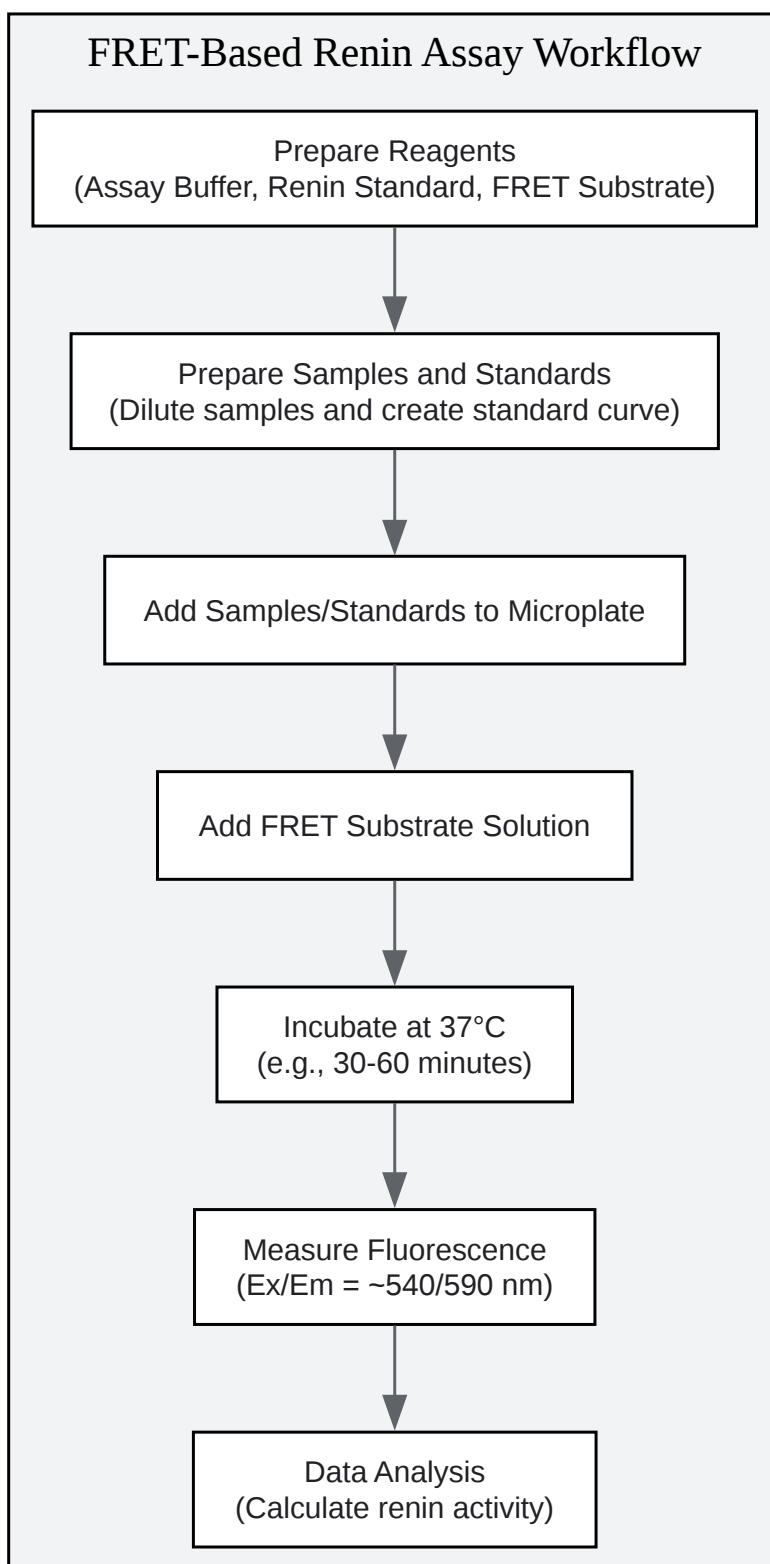 FRET-Based Renin Assay Workflow
Prepare Reagents
(Assay Buffer, Renin Standard, FRET Substrate)
Prepare Samples and Standards
(Dilute samples and create standard curve)
Add Samples/Standards to Microplate
Add FRET Substrate Solution
Incubate at 37°C
(e.g., 30-60 minutes)
Measure Fluorescence
(Ex/Em = ~540/590 nm)
Data Analysis
(Calculate renin activity)